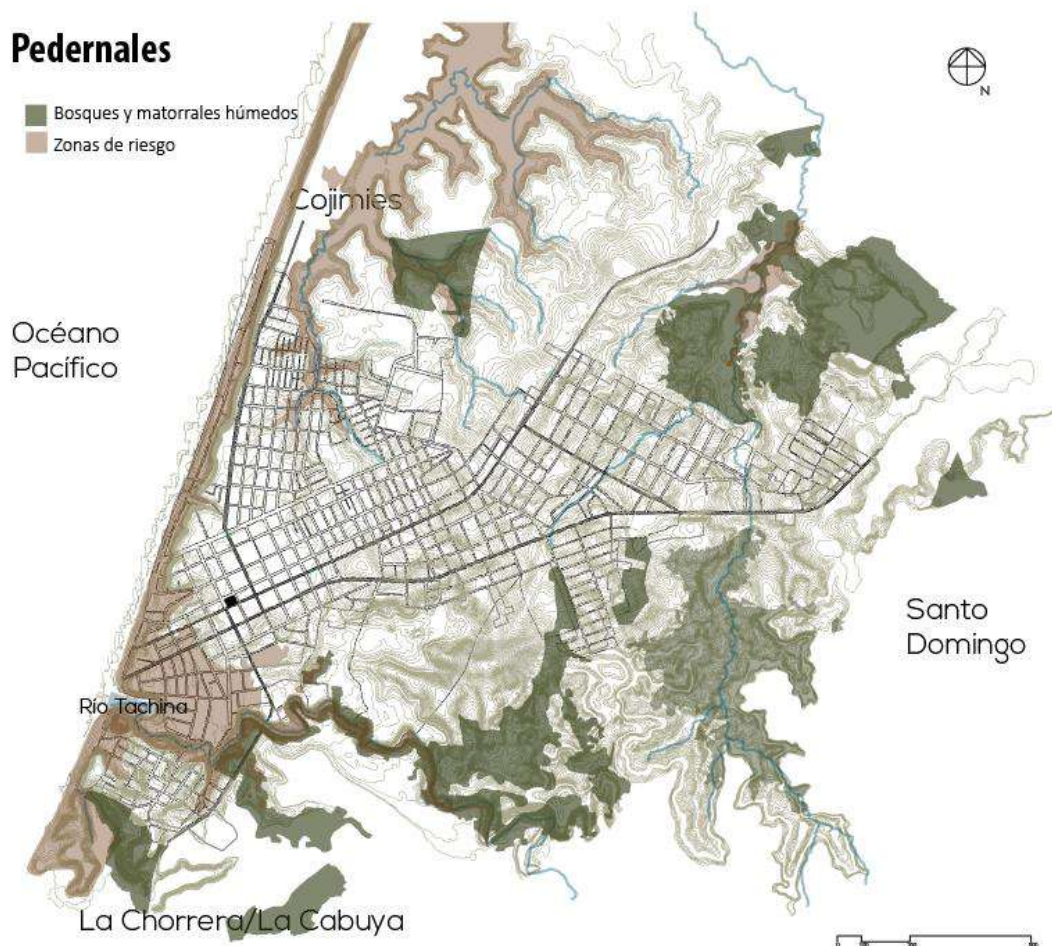 Pedernales
Bosques y matorrales húmedos
Zonas de riesgo
N
Cojimies
Océano
Pacífico
Santo
Domingo
Río Tachina
La Chorrera/La Cabuya